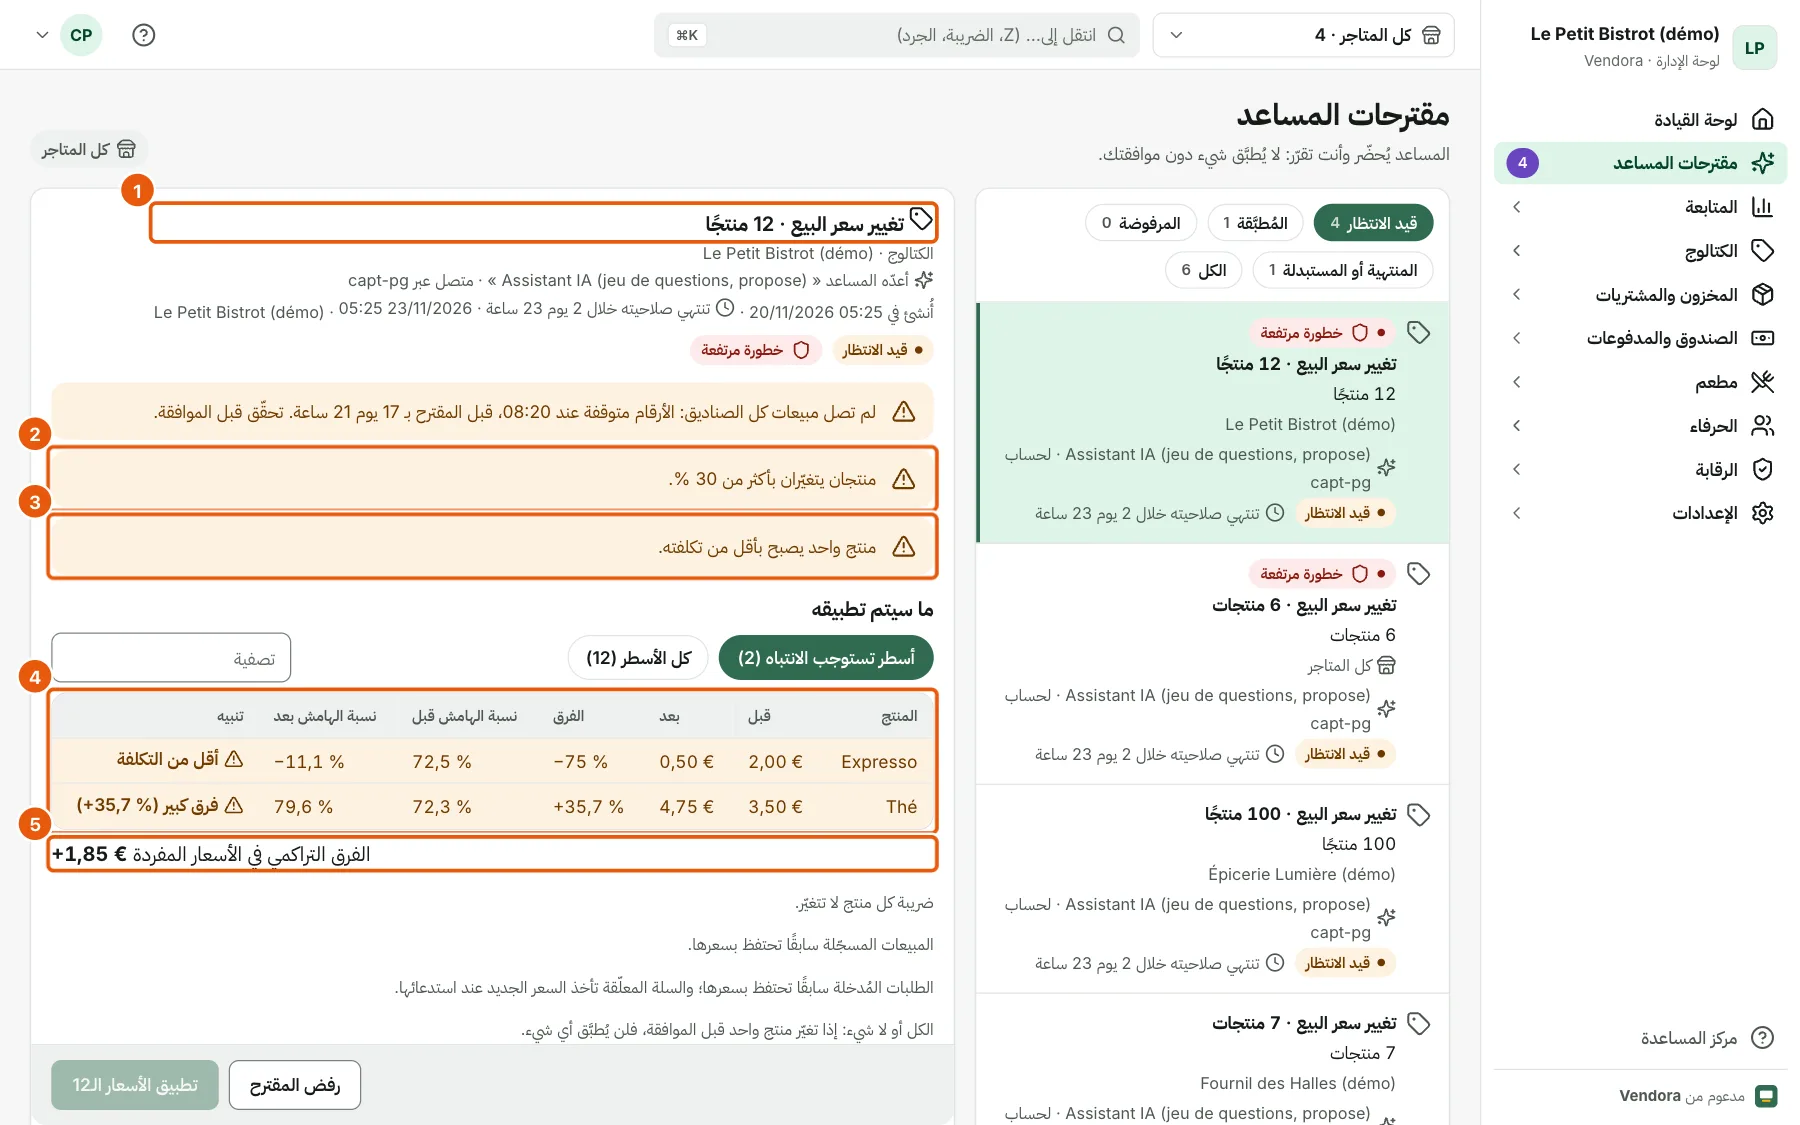 Le Petit Bistrot (démo)
لوحة الإدارة · Vendora
LP
لوحة القيادة
مقترحات المساعد
4
المتابعة
الكتالوج
المخزون والمشتريات
الصندوق والمدفوعات
مطعم
الحرفاء
الرقابة
الإعدادات
مركز المساعدة
مدعوم من Vendora
كل المتاجر · 4
انتقل إلى... (Z، الضريبة، الجرد)
⌘K
CP
مقترحات المساعد
المساعد يُحضّر وأنت تقرّر: لا يُطبَّق شيء دون موافقتك.
كل المتاجر
قيد الانتظار 4
المُطبَّقة 1
المرفوضة 0
المنتهية أو المستبدلة 1
الكل 6
خطورة مرتفعة
تغيير سعر البيع · 12 منتجًا
12 منتجًا
Le Petit Bistrot (démo)
Assistant IA (jeu de questions, propose) · لحساب
capt-pg
قيد الانتظار
تنتهي صلاحيته خلال 2 يوم 23 ساعة
خطورة مرتفعة
تغيير سعر البيع · 6 منتجات
6 منتجات
كل المتاجر
Assistant IA (jeu de questions, propose) · لحساب
capt-pg
قيد الانتظار
تنتهي صلاحيته خلال 2 يوم 23 ساعة
تغيير سعر البيع · 100 منتجًا
100 منتجًا
Épicerie Lumière (démo)
Assistant IA (jeu de questions, propose) · لحساب
capt-pg
قيد الانتظار
تنتهي صلاحيته خلال 2 يوم 23 ساعة
تغيير سعر البيع · 7 منتجات
7 منتجات
Fournil des Halles (démo)
Assistant IA (jeu de questions, propose) · لحساب
1
تغيير سعر البيع · 12 منتجًا
الكتالوج · Le Petit Bistrot (démo)
أعدّه المساعد « Assistant IA (jeu de questions, propose) » · متصل عبر capt-pg
أُنشئ في 20/11/2026 05:25 · تنتهي صلاحيته خلال 2 يوم 23 ساعة · 23/11/2026 05:25 · Le Petit Bistrot (démo)
قيد الانتظار
خطورة مرتفعة
لم تصل مبيعات كل الصناديق: الأرقام متوقفة عند 08:20، قبل المقترح بـ 17 يوم 21 ساعة. تحقّق قبل الموافقة.
2
منتجان يتغيّران بأكثر من 30 %.
3
منتج واحد يصبح بأقل من تكلفته.
ما سيتم تطبيقه
أسطر تستوجب الانتباه (2)
كل الأسطر (12)
تصفية
4
المنتج قبل بعد الفرق نسبة الهامش قبل نسبة الهامش بعد تنبيه
Expresso 2,00 € 0,50 € −75 % 72,5 % −11,1 % أقل من التكلفة
Thé 3,50 € 4,75 € +35,7 % 72,3 % 79,6 % فرق كبير (+35,7 %)
5
الفرق التراكمي في الأسعار المفردة +1,85 €
ضريبة كل منتج لا تتغيّر.
المبيعات المسجّلة سابقًا تحتفظ بسعرها.
الطلبات المُدخلة سابقًا تحتفظ بسعرها؛ والسلة المعلّقة تأخذ السعر الجديد عند استدعائها.
الكل أو لا شيء: إذا تغيّر منتج واحد قبل الموافقة، فلن يُطبَّق أي شيء.
رفض المقترح
تطبيق الأسعار الـ12